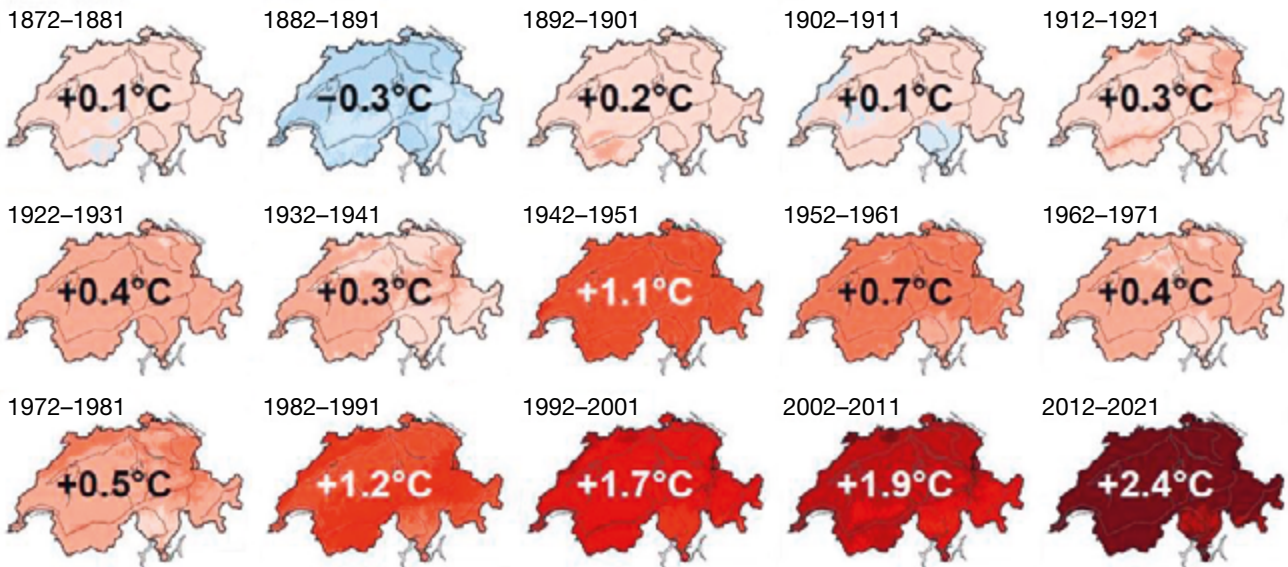 1872–1881 1882–1891 1892–1901 1902–1911 1912–1921
+0.1°C −0.3°C +0.2°C +0.1°C +0.3°C
1922–1931 1932–1941 1942–1951 1952–1961 1962–1971
+0.4°C +0.3°C +1.1°C +0.7°C +0.4°C
1972–1981 1982–1991 1992–2001 2002–2011 2012–2021
+0.5°C +1.2°C +1.7°C +1.9°C +2.4°C